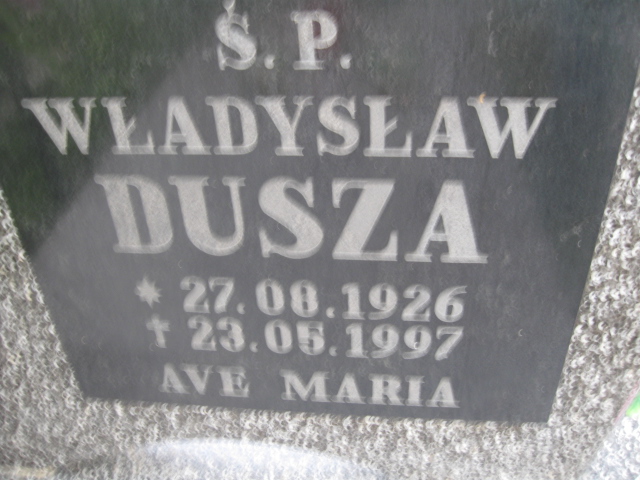 Ś.P.
WŁADYSŁAW
DUSZA
* 27.08.1926
† 23.05.1997
AVE MARIA